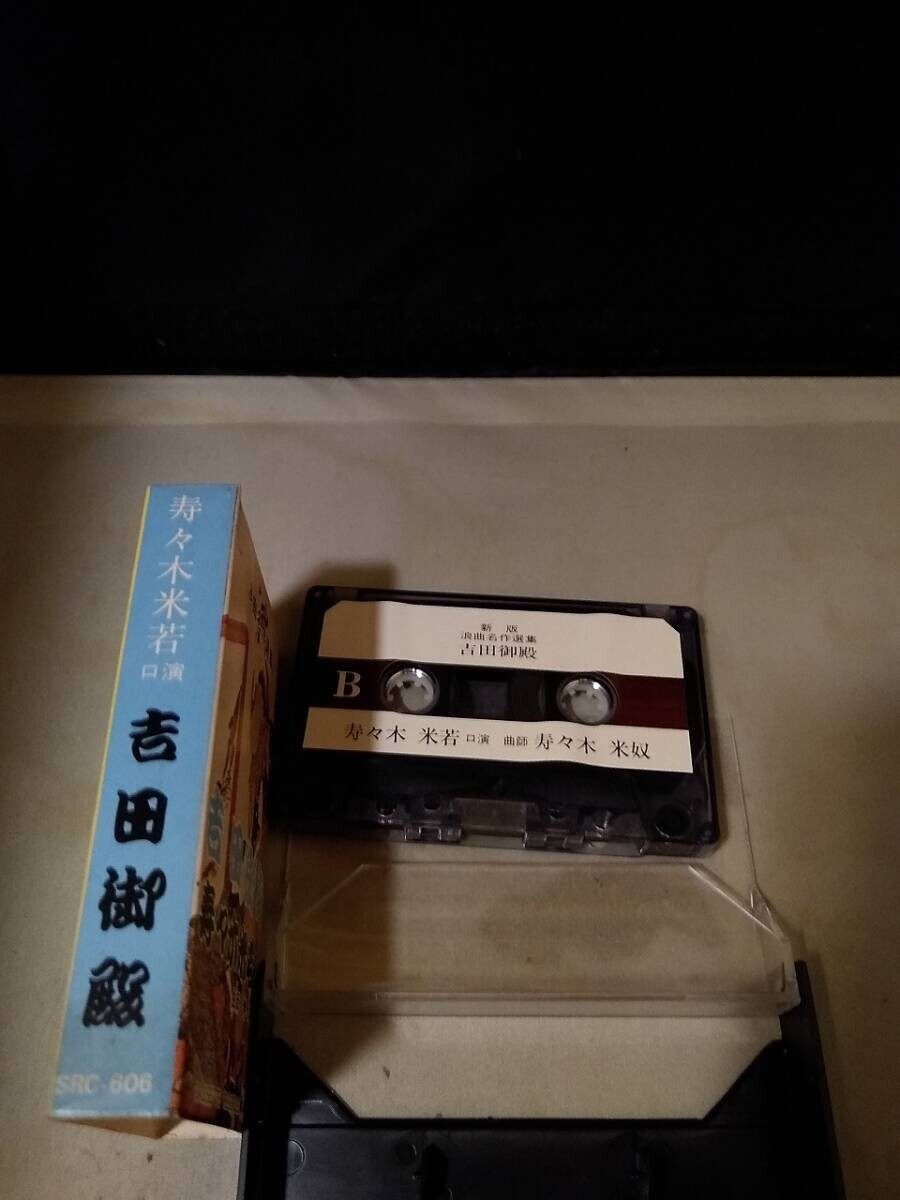 寿々木米若
口演
吉田御殿
SRC-606
新版
浪曲名作選集
吉田御殿
B
寿々木 米若 口演 曲師 寿々木 米奴